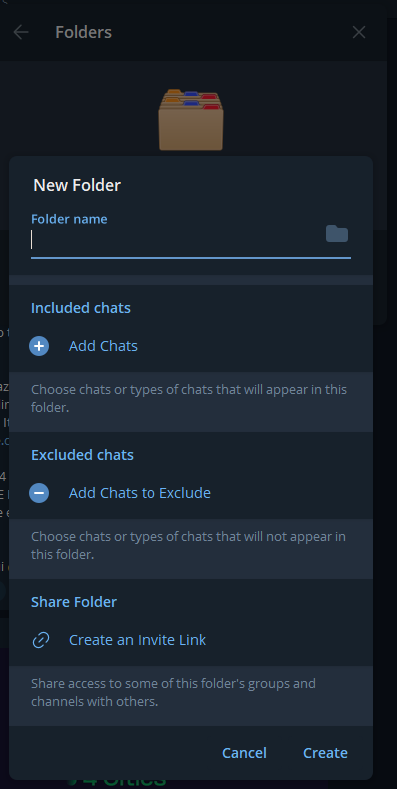 Folders
New Folder
Folder name
Included chats
Add Chats
Choose chats or types of chats that will appear in this
folder.
Excluded chats
Add Chats to Exclude
Choose chats or types of chats that will not appear in
this folder.
Share Folder
Create an Invite Link
Share access to some of this folder's groups and
channels with others.
Cancel
Create